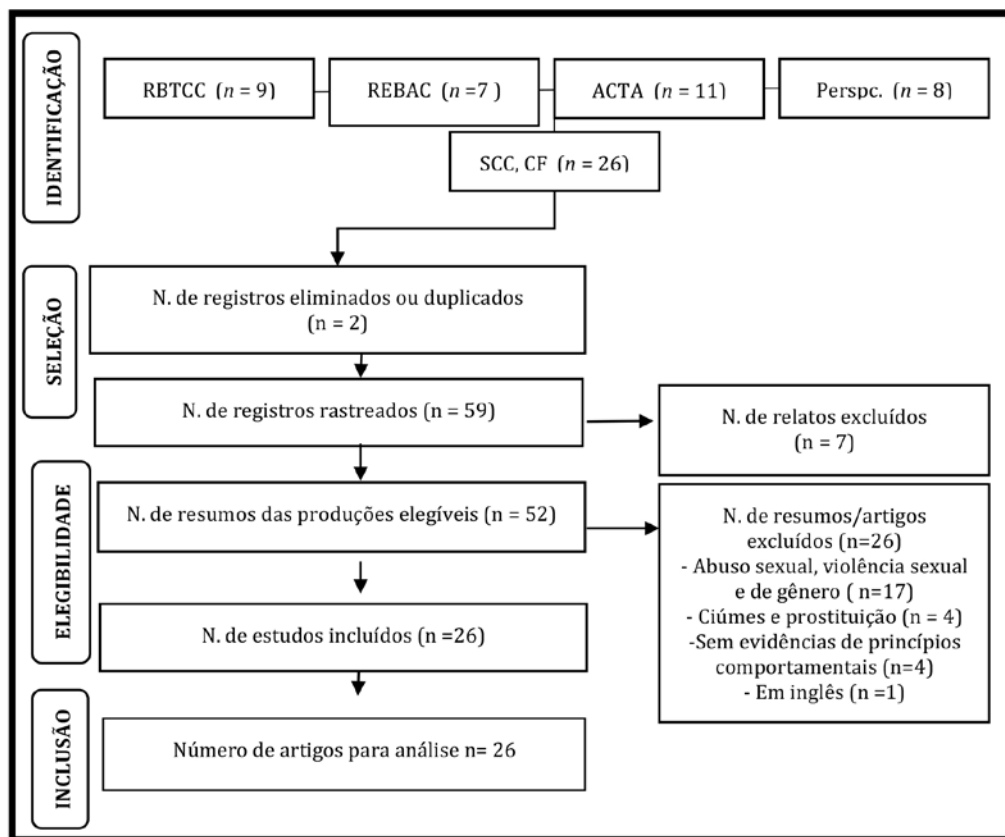 IDENTIFICAÇÃO
RBTCC (n = 9)
REBAC (n =7 )
ACTA (n = 11)
Perspc. (n = 8)
SCC, CF (n = 26)
SELEÇÃO
N. de registros eliminados ou duplicados
(n = 2)
N. de registros rastreados (n = 59)
N. de relatos excluídos
(n = 7)
ELEGIBILIDADE
N. de resumos das produções elegíveis (n = 52)
N. de resumos/artigos
excluídos (n=26)
- Abuso sexual, violência sexual
e de gênero ( n=17)
- Ciúmes e prostituição (n = 4)
-Sem evidências de princípios
comportamentais (n=4)
- Em inglês (n =1)
N. de estudos incluídos (n =26)
INCLUSÃO
Número de artigos para análise n= 26